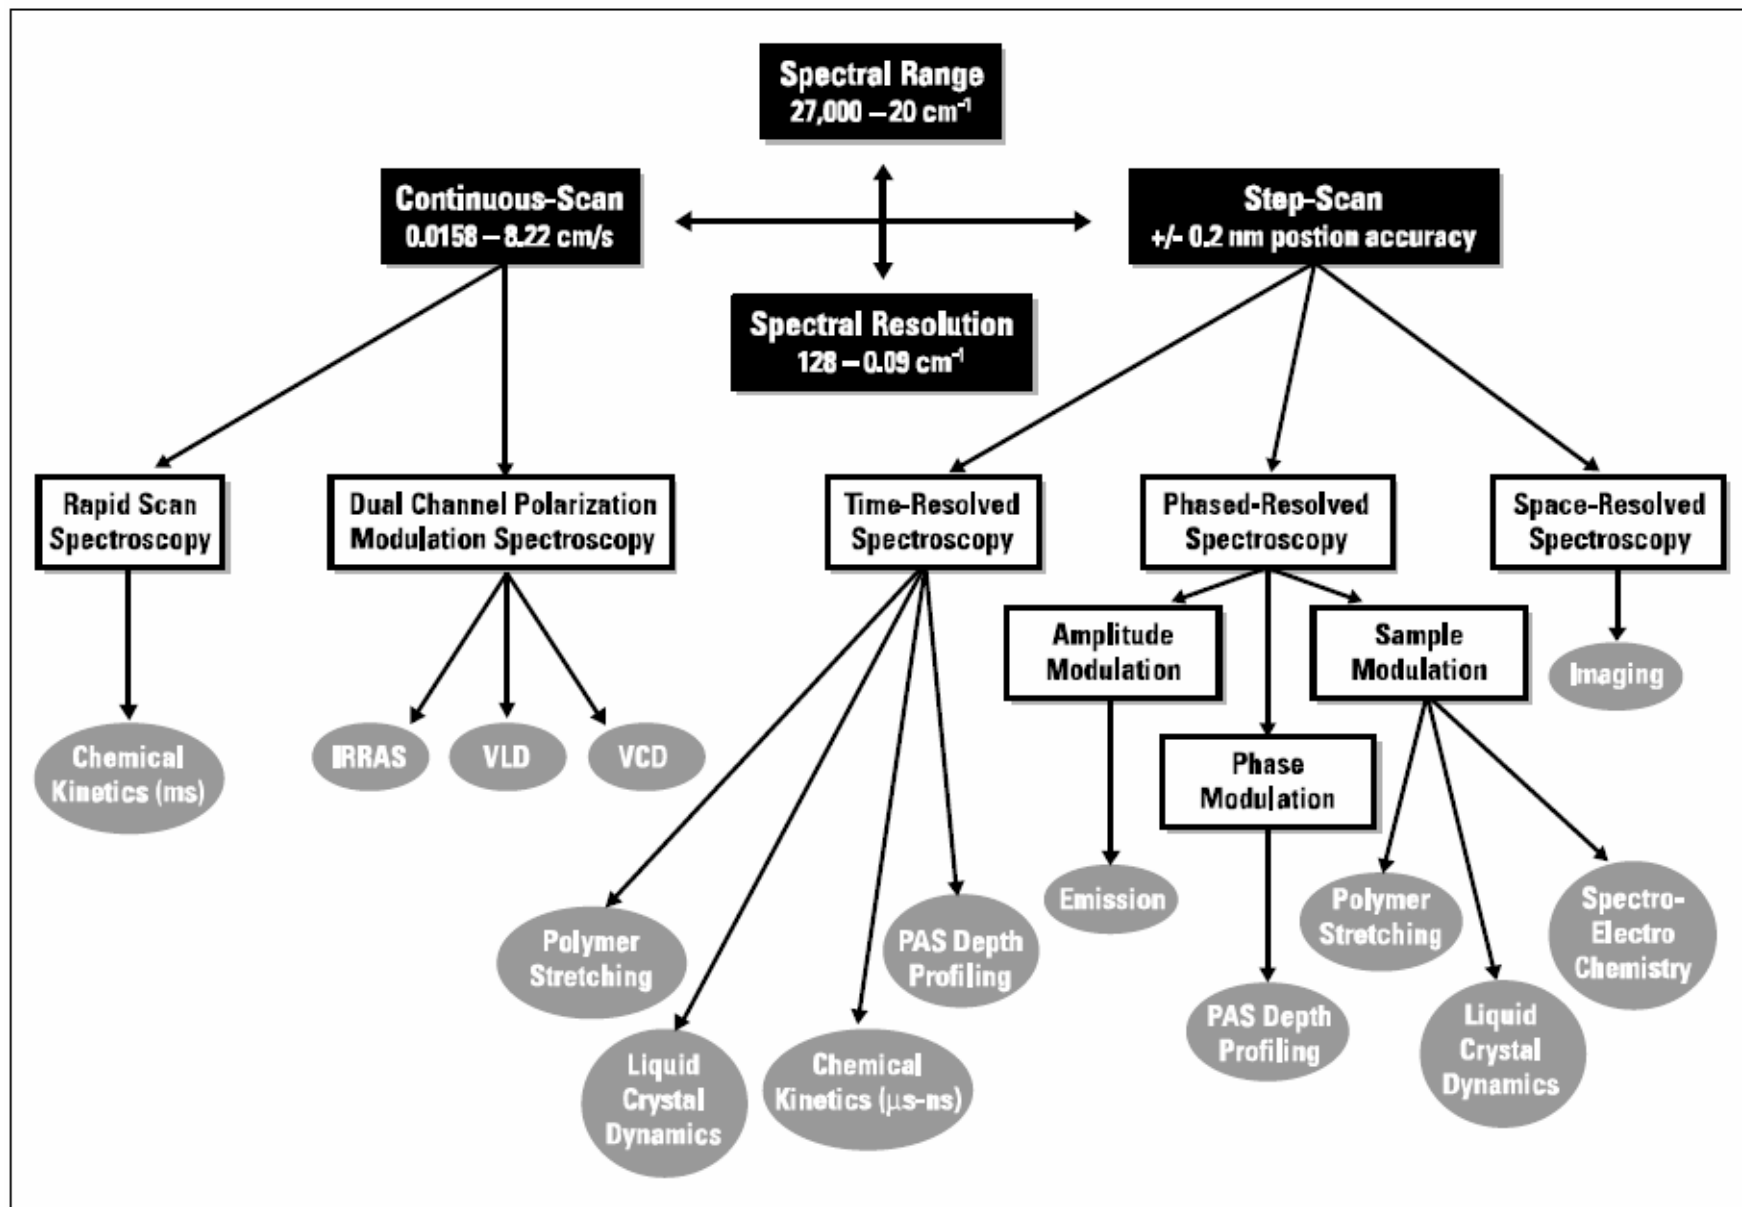 Spectral Range
27,000 – 20 cm⁻¹
Continuous-Scan
0.0158 – 8.22 cm/s
Step-Scan
+/- 0.2 nm postion accuracy
Spectral Resolution
128 – 0.09 cm⁻¹
Rapid Scan
Spectroscopy
Dual Channel Polarization
Modulation Spectroscopy
Time-Resolved
Spectroscopy
Phased-Resolved
Spectroscopy
Space-Resolved
Spectroscopy
Amplitude
Modulation
Sample
Modulation
Imaging
Chemical
Kinetics (ms)
IRRAS
VLD
VCD
Phase
Modulation
Polymer
Stretching
PAS Depth
Profiling
Emission
Polymer
Stretching
Spectro-
Electro
Chemistry
Liquid
Crystal
Dynamics
Chemical
Kinetics (µs-ns)
PAS Depth
Profiling
Liquid
Crystal
Dynamics